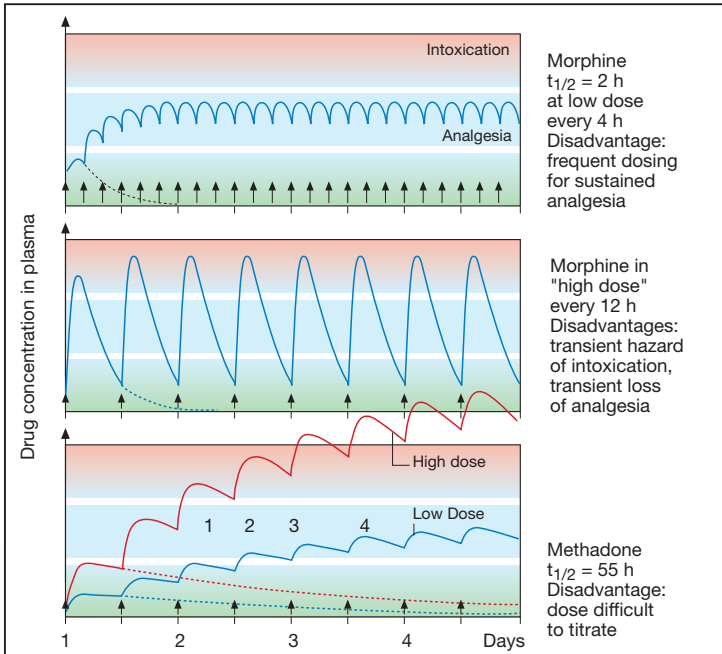 Drug concentration in plasma
Intoxication
Analgesia
Morphine
t1/2 = 2 h
at low dose
every 4 h
Disadvantage:
frequent dosing
for sustained
analgesia
Morphine in
"high dose"
every 12 h
Disadvantages:
transient hazard
of intoxication,
transient loss
of analgesia
High dose
Low Dose
1 2 3 4
Methadone
t1/2 = 55 h
Disadvantage:
dose difficult
to titrate
1 2 3 4 Days